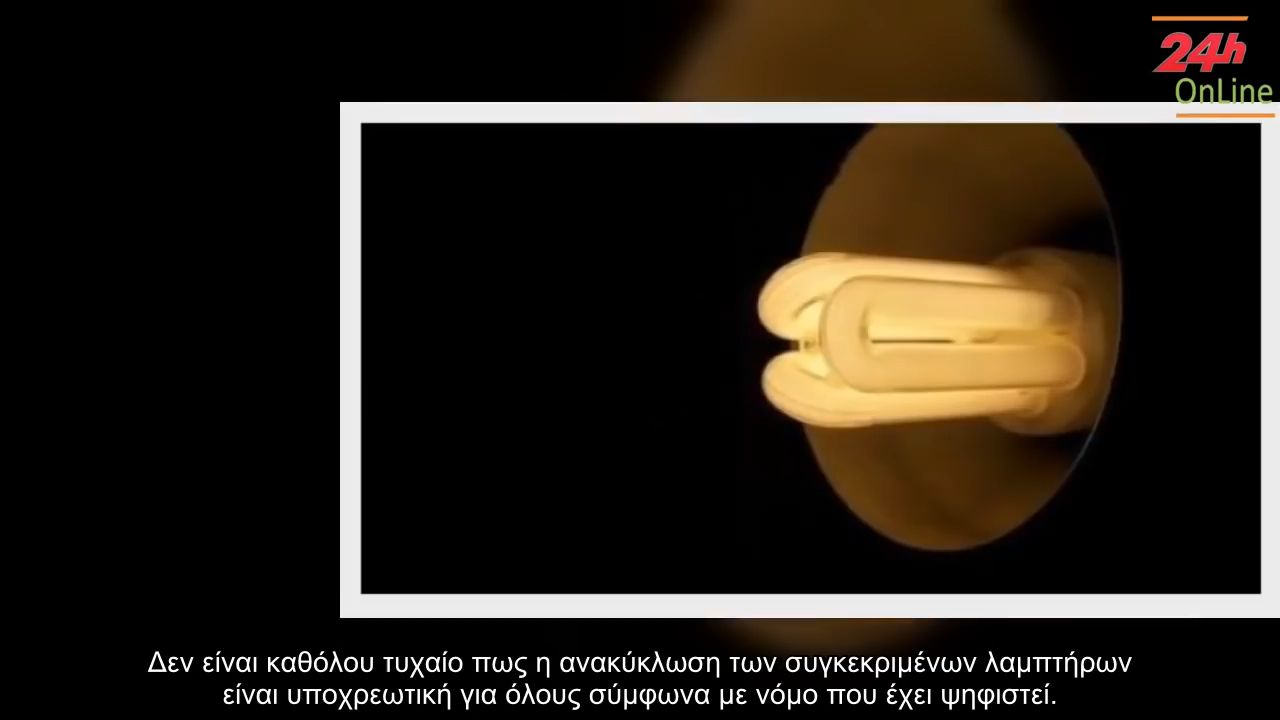 24h
OnLine
Δεν είναι καθόλου τυχαίο πως η ανακύκλωση των συγκεκριμένων λαμπτήρων
είναι υποχρεωτική για όλους σύμφωνα με νόμο που έχει ψηφιστεί.